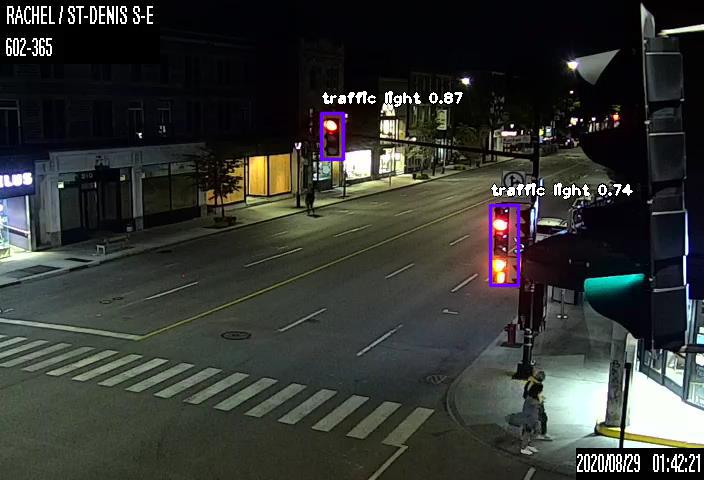 RACHEL / ST-DENIS S-E
602-365
traffic light 0.87
traffic light 0.74
LUS
2020/08/29 01:42:21